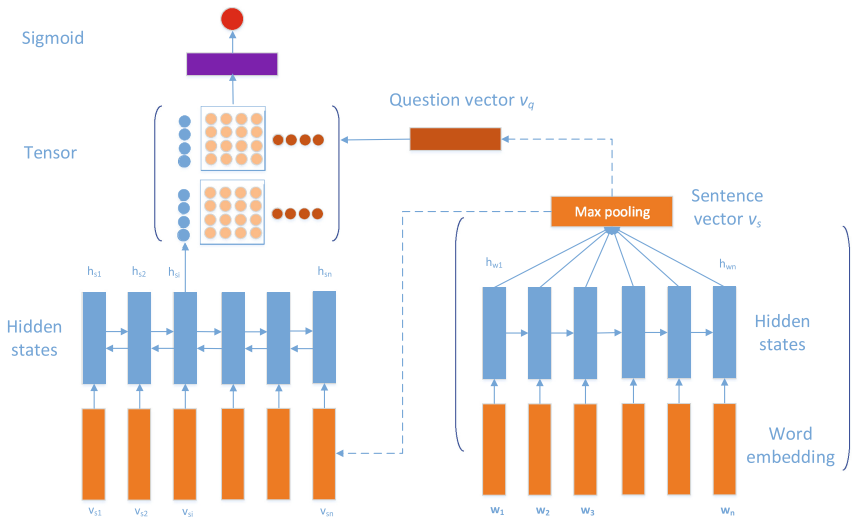 Sigmoid
Question vector v_q
Tensor
Sentence
vector v_s
Max pooling
h_s1 h_s2 h_si h_sn
h_w1 h_wn
Hidden
states
Hidden
states
Word
embedding
v_s1 v_s2 v_si v_sn
w_1 w_2 w_3 w_n